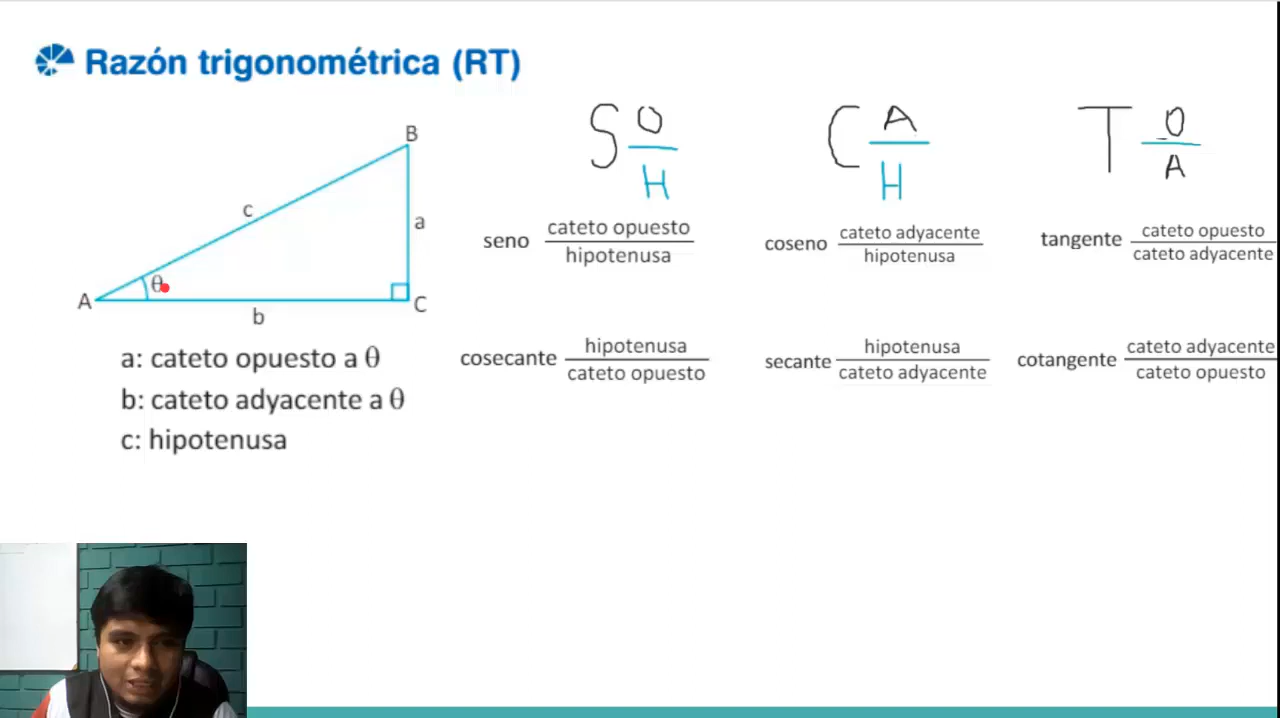 Razón trigonométrica (RT)
B
c
a
θ
A
C
b
a: cateto opuesto a θ
b: cateto adyacente a θ
c: hipotenusa
S O
H
C A
H
T O
A
seno cateto opuesto
hipotenusa
coseno cateto adyacente
hipotenusa
tangente cateto opuesto
cateto adyacente
cosecante hipotenusa
cateto opuesto
secante hipotenusa
cateto adyacente
cotangente cateto adyacente
cateto opuesto